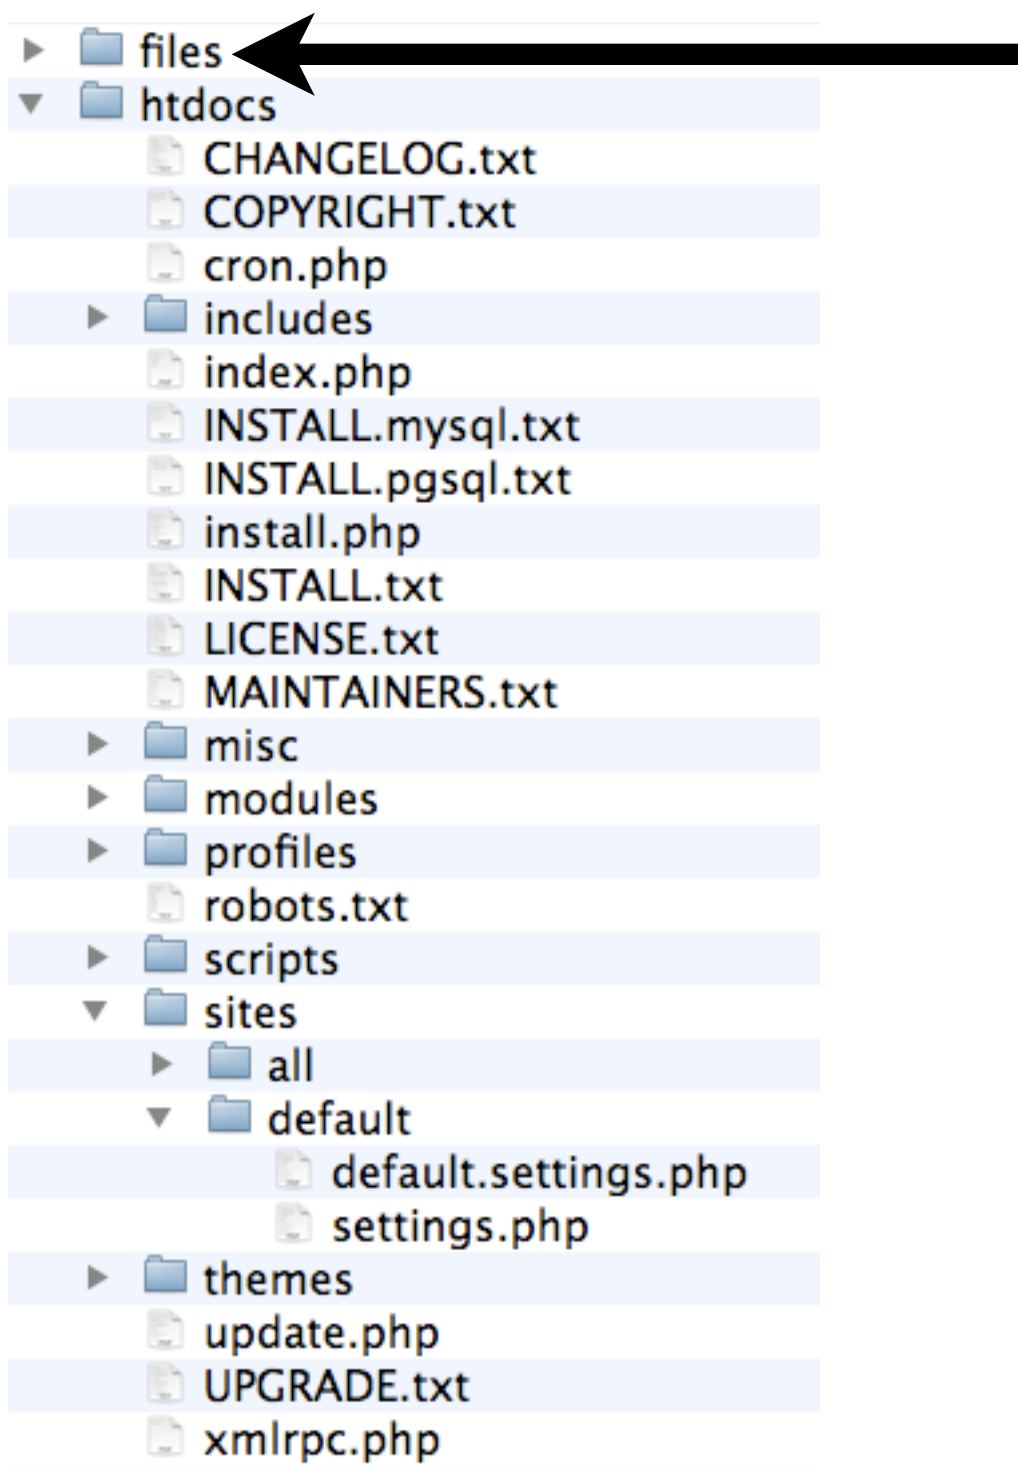 files
htdocs
CHANGELOG.txt
COPYRIGHT.txt
cron.php
includes
index.php
INSTALL.mysql.txt
INSTALL.pgsql.txt
install.php
INSTALL.txt
LICENSE.txt
MAINTAINERS.txt
misc
modules
profiles
robots.txt
scripts
sites
all
default
default.settings.php
settings.php
themes
update.php
UPGRADE.txt
xmlrpc.php